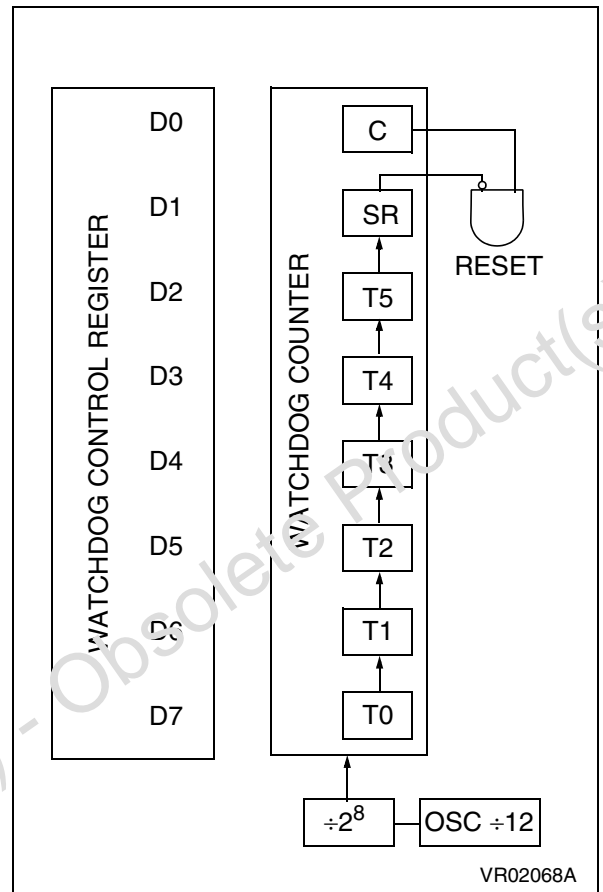 WATCHDOG CONTROL REGISTER
D0
D1
D2
D3
D4
D5
D6
D7
WATCHDOG COUNTER
C
SR
T5
T4
T3
T2
T1
T0
RESET
÷2⁸
OSC ÷12
VR02068A
) - Obsolete Product(s